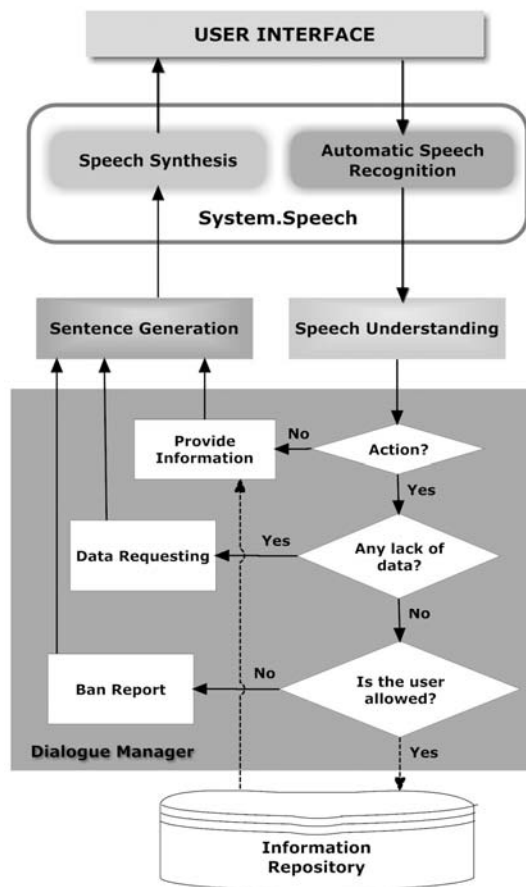 USER INTERFACE
Speech Synthesis
Automatic Speech
Recognition
System.Speech
Sentence Generation
Speech Understanding
Provide
Information
No
Action?
Yes
Data Requesting
Yes
Any lack of
data?
No
Ban Report
No
Is the user
allowed?
Dialogue Manager
Yes
Information
Repository